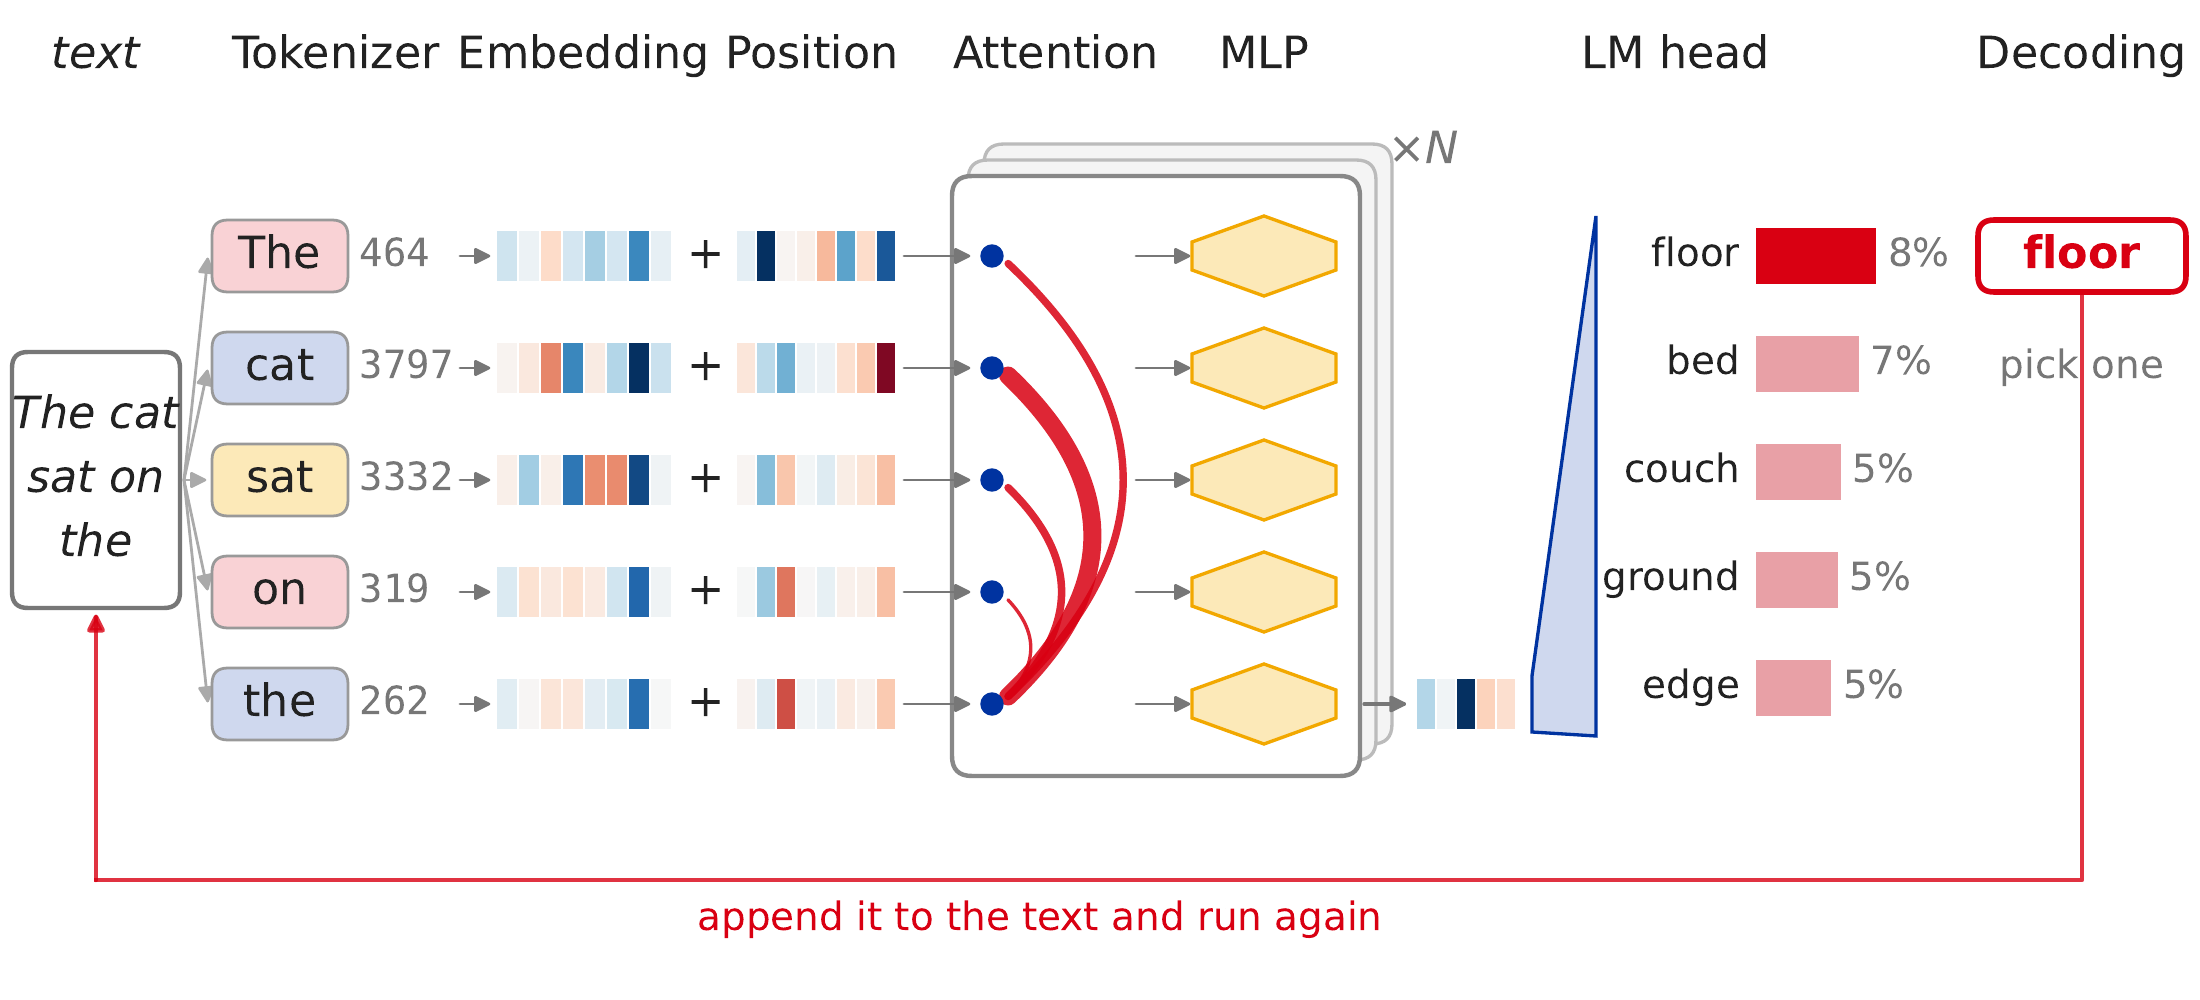 text Tokenizer Embedding Position Attention MLP LM head Decoding
×N
The cat
sat on
the
The 464 +
cat 3797 +
sat 3332 +
on 319 +
the 262 +
floor 8%
bed 7%
couch 5%
ground 5%
edge 5%
floor
pick one
append it to the text and run again